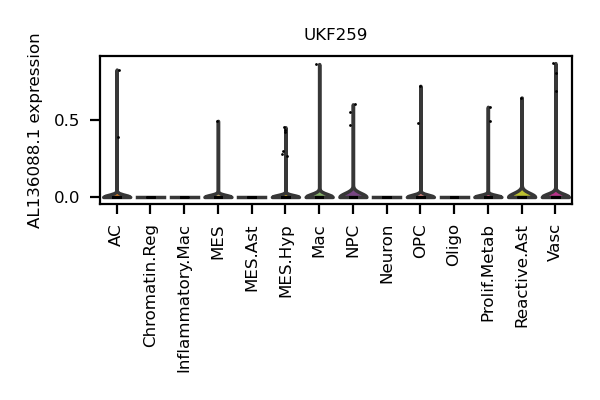 UKF259
AL136088.1 expression
0.5
0.0
AC
Chromatin.Reg
Inflammatory.Mac
MES
MES.Ast
MES.Hyp
Mac
NPC
Neuron
OPC
Oligo
Prolif.Metab
Reactive.Ast
Vasc